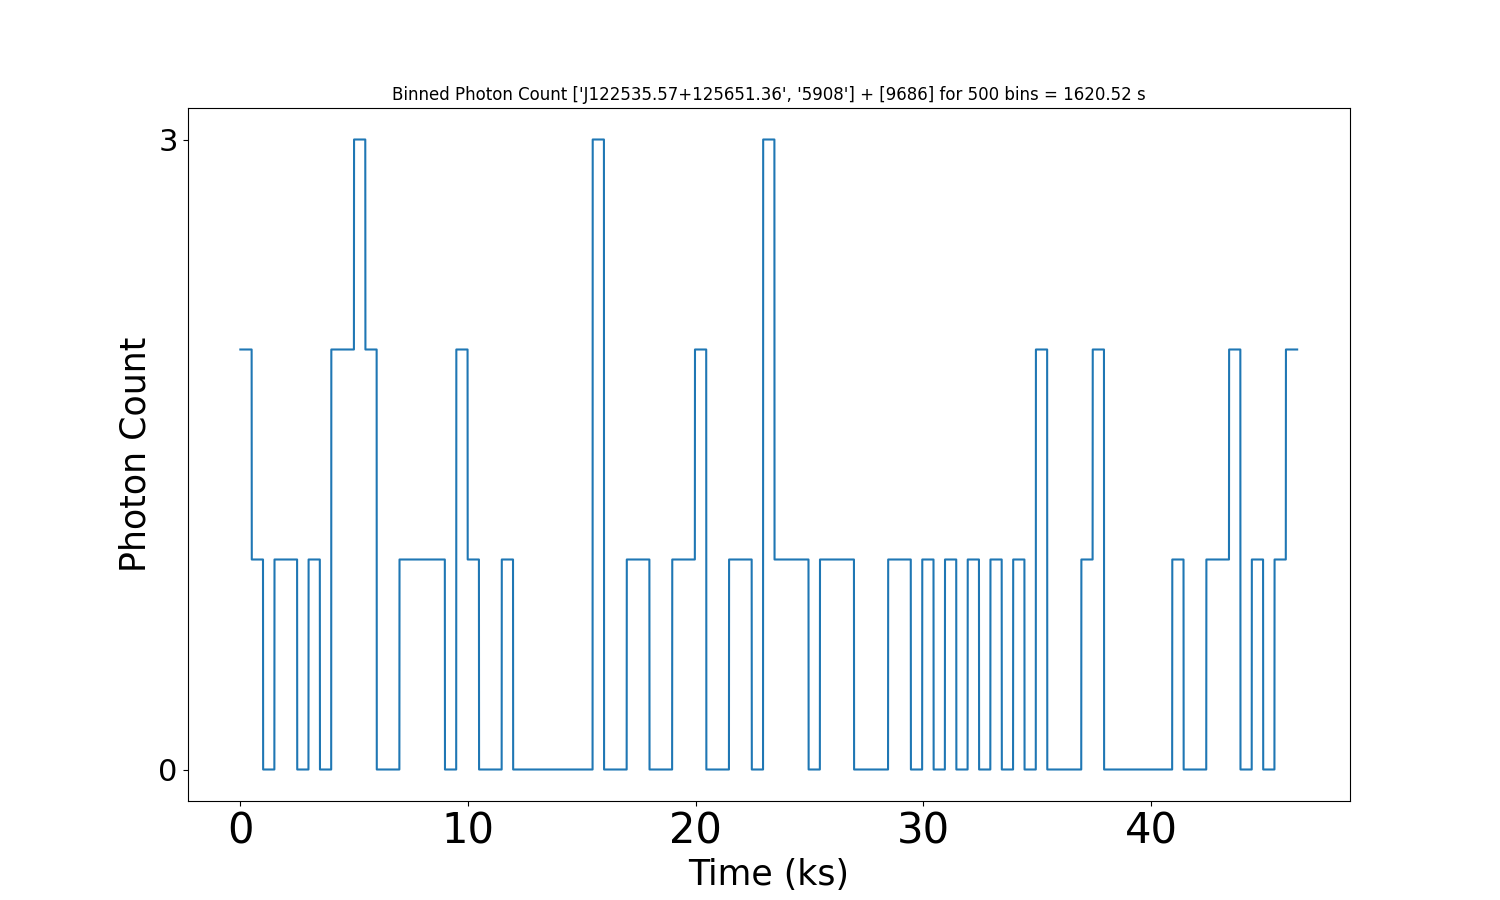 Binned Photon Count ['J122535.57+125651.36', '5908'] + [9686] for 500 bins = 1620.52 s
3
Photon Count
0
0 10 20 30 40
Time (ks)